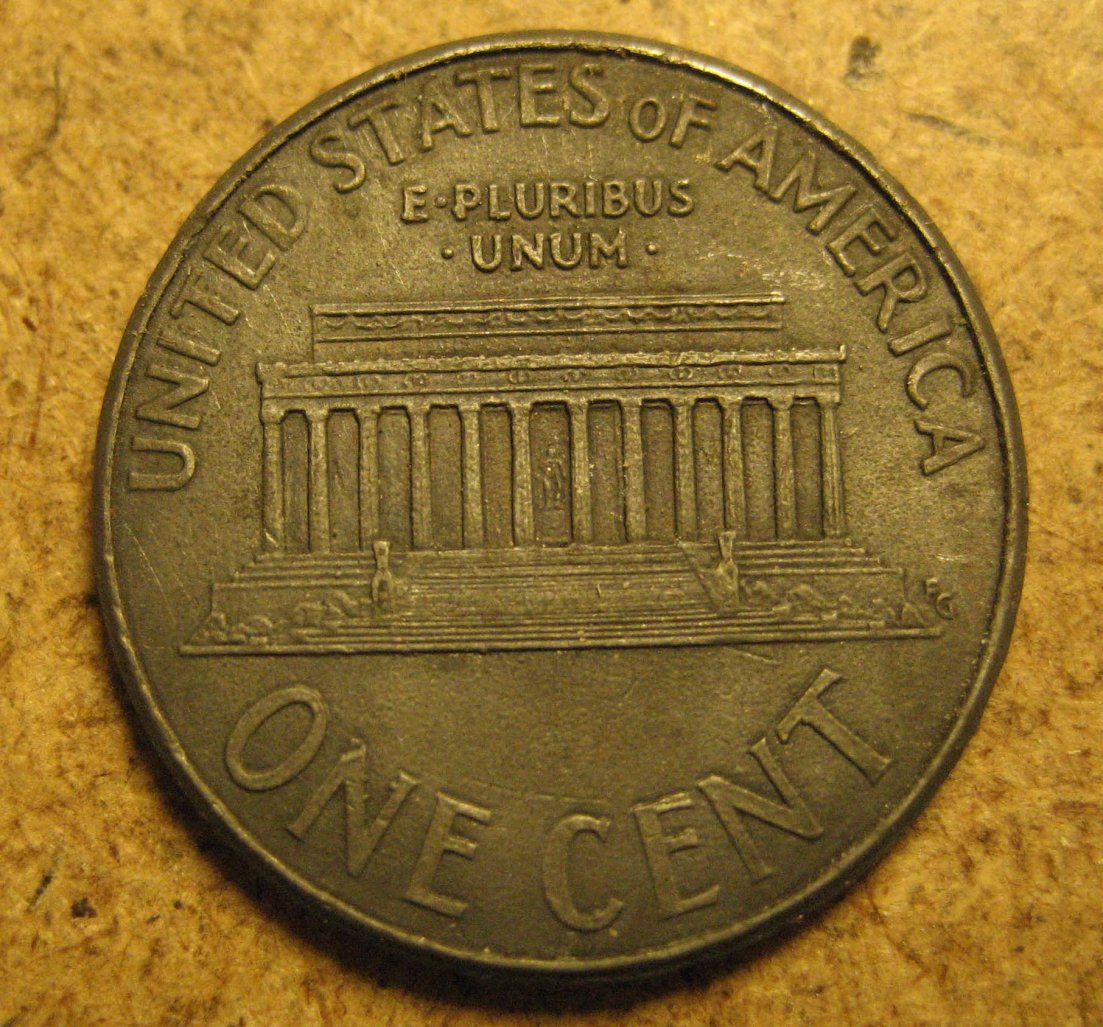 UNITED STATES OF AMERICA
E·PLURIBUS
·UNUM·
FG
ONE CENT